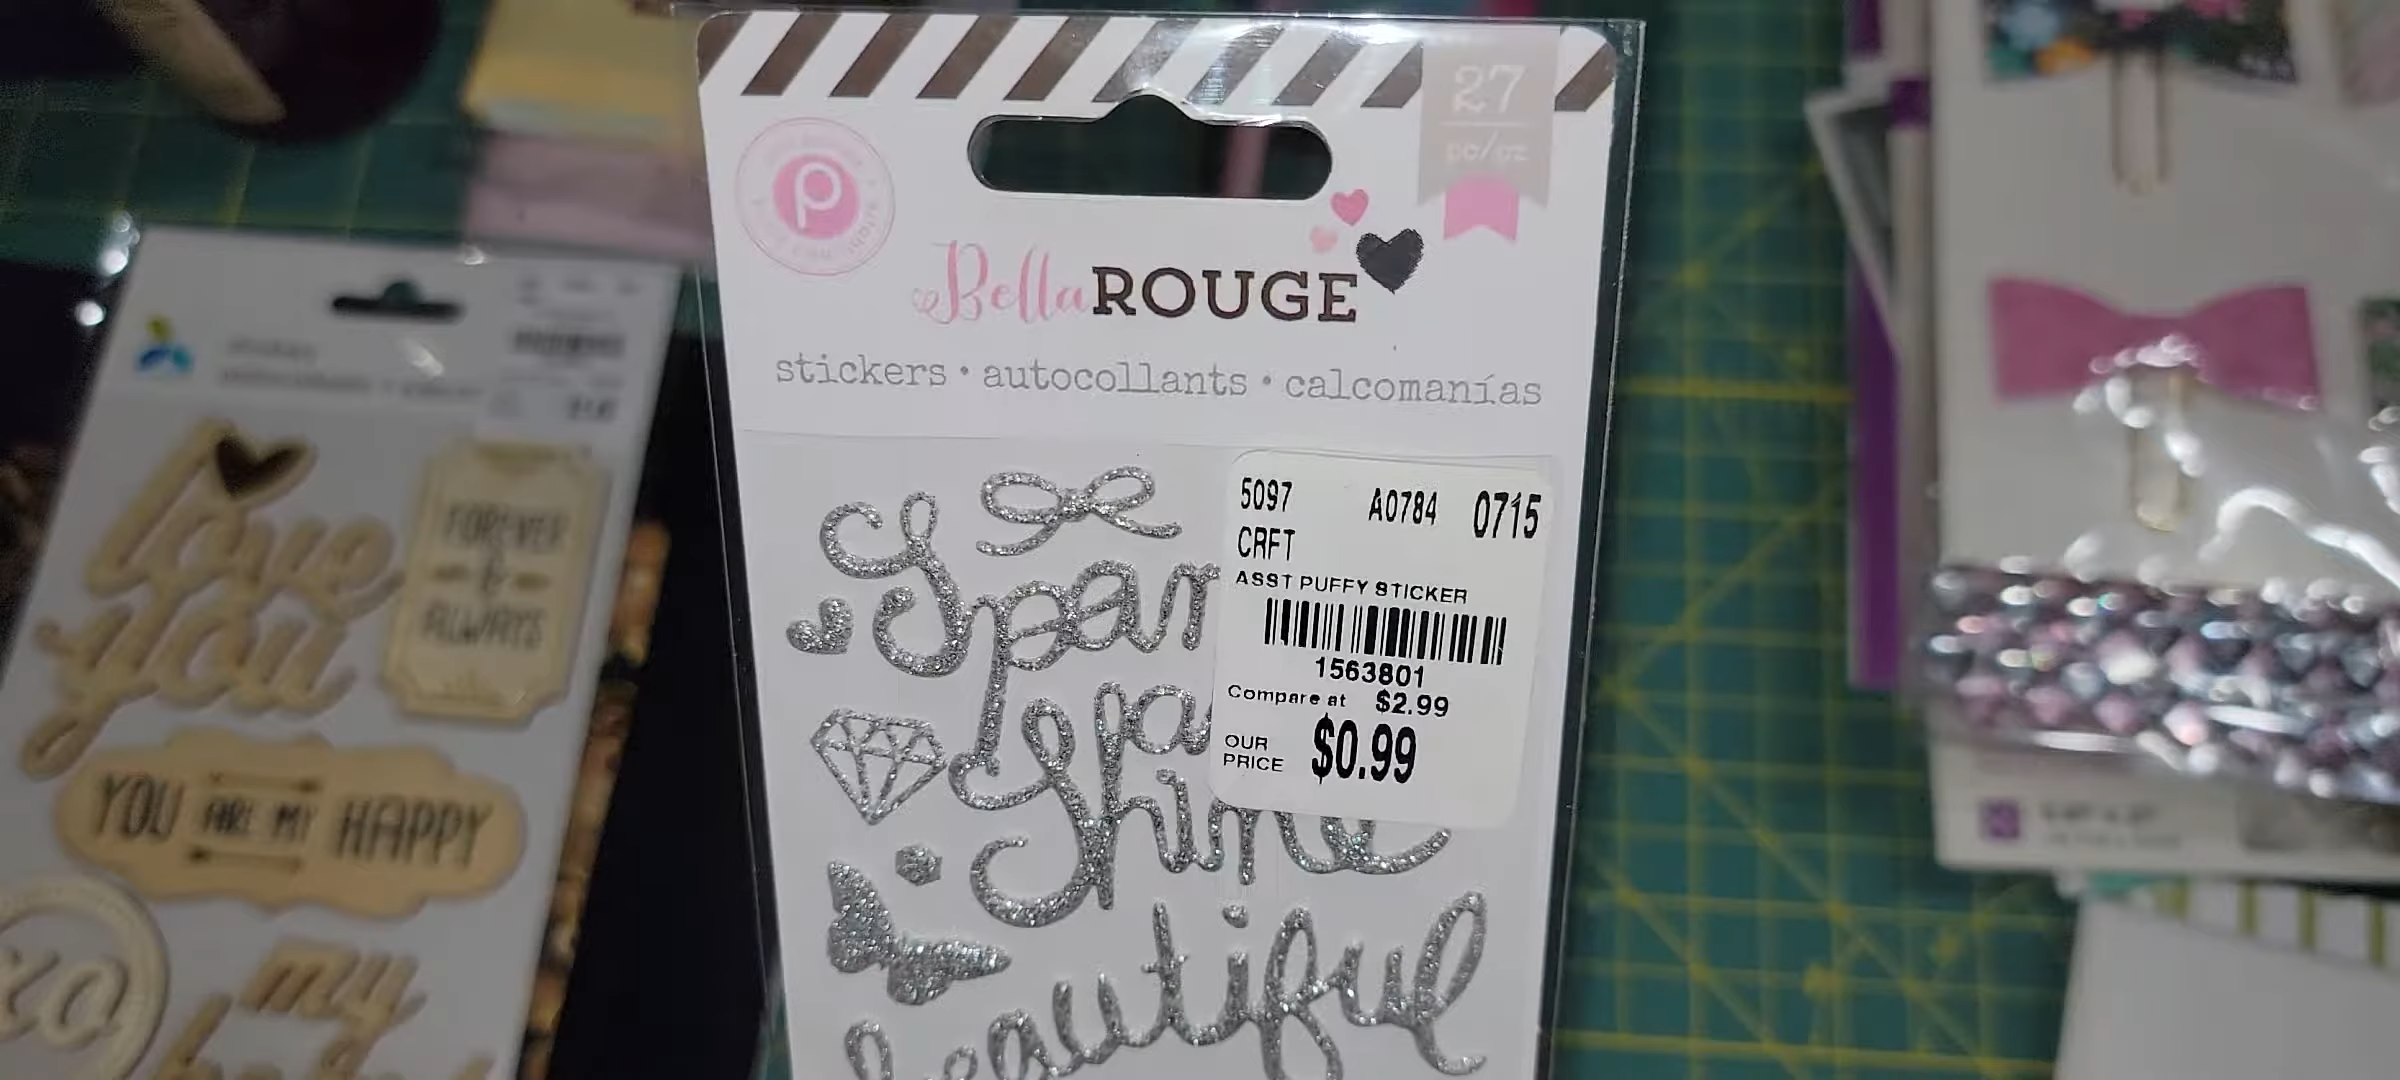 27
pc/oz
P
Bella ROUGE
stickers • autocollants • calcomanías
5097 A0784 0715
CRFT
ASST PUFFY STICKER
1563801
Compare at $2.99
OUR PRICE $0.99
Shine
beautiful
love
you
FOREVER
&
ALWAYS
YOU ARE MY HAPPY
xo
my